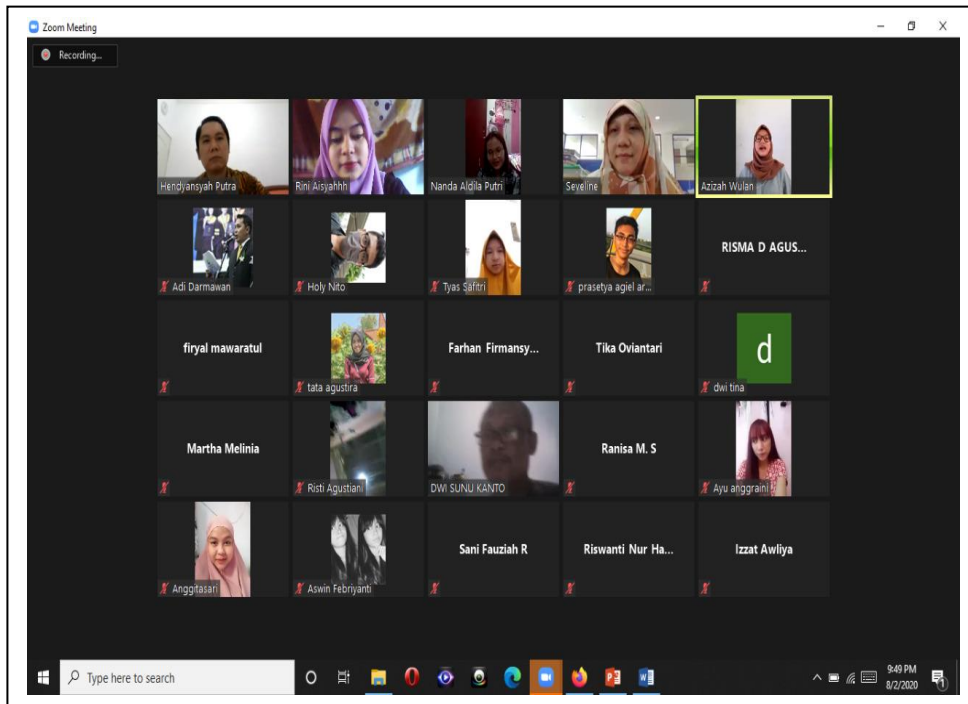 Zoom Meeting
Recording...
Hendyansyah Putra
Rini Aisyahhh
Nanda Aldila Putri
Seveline
Azizah Wulan
Adi Darmawan
Holy Nito
Tyas Safitri
prasetya agiel ar...
RISMA D AGUS...
firyal mawaratul
tata agustira
Farhan Firmansy...
Tika Oviantari
d
dwi tina
Martha Melinia
Risti Agustiani
DWI SUNU KANTO
Ranisa M. S
Ayu anggraini
Anggitasari
Aswin Febriyanti
Sani Fauziah R
Riswanti Nur Ha...
Izzat Awliya
Type here to search
9:49 PM
8/2/2020
1